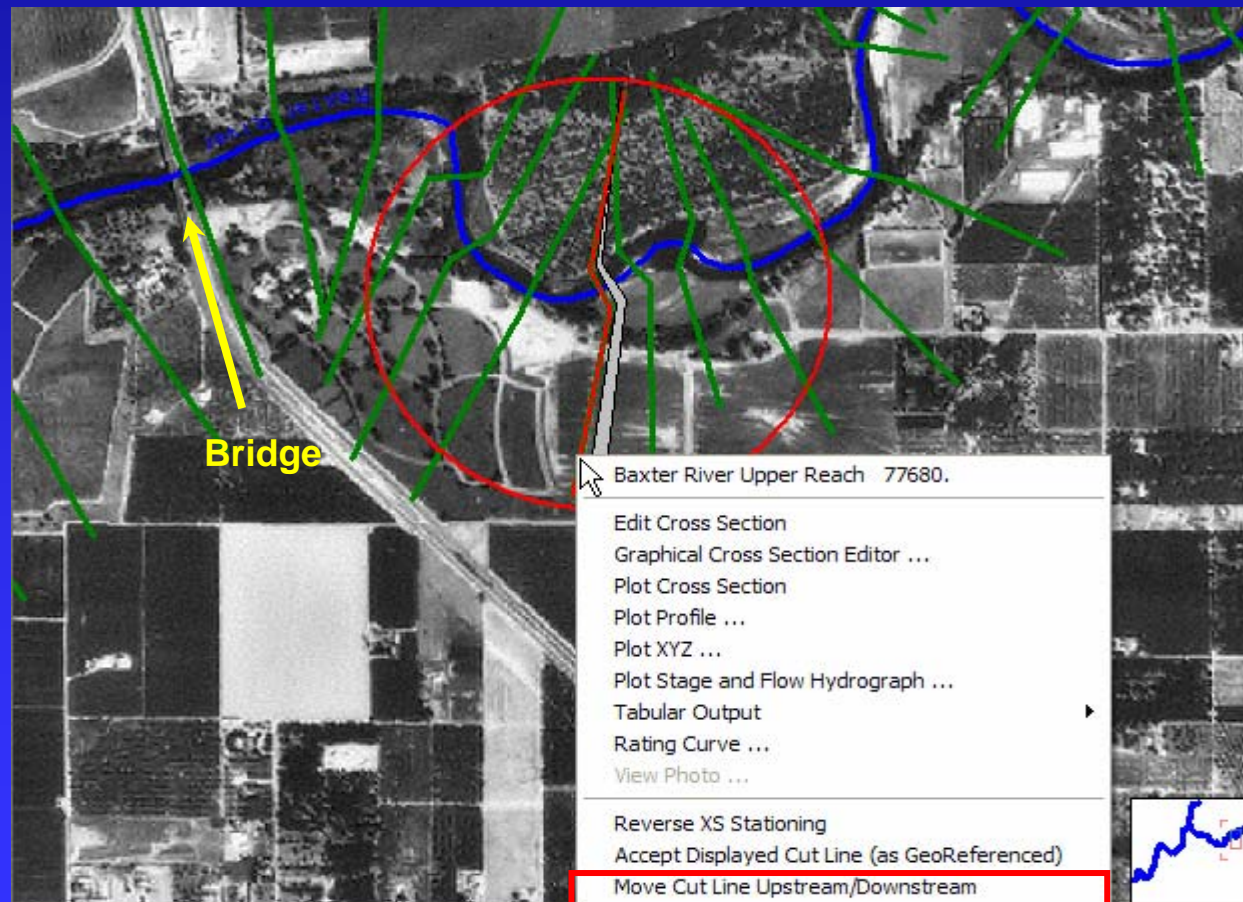 Bridge
Baxter River Upper Reach 77680.
Edit Cross Section
Graphical Cross Section Editor ...
Plot Cross Section
Plot Profile ...
Plot XYZ ...
Plot Stage and Flow Hydrograph ...
Tabular Output
Rating Curve ...
View Photo ...
Reverse XS Stationing
Accept Displayed Cut Line (as GeoReferenced)
Move Cut Line Upstream/Downstream